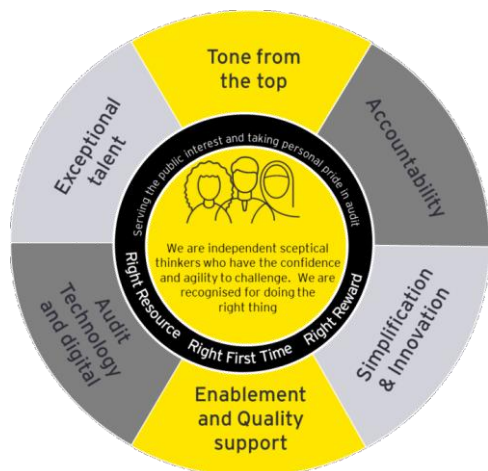 Tone from
the top
Accountability
Simplification
& Innovation
Enablement
and Quality
support
Audit
Technology
and digital
Exceptional
talent
Serving the public interest and taking personal pride in audit
We are independent sceptical
thinkers who have the confidence
and agility to challenge. We are
recognised for doing the
right thing
Right Resource Right First Time Right Reward